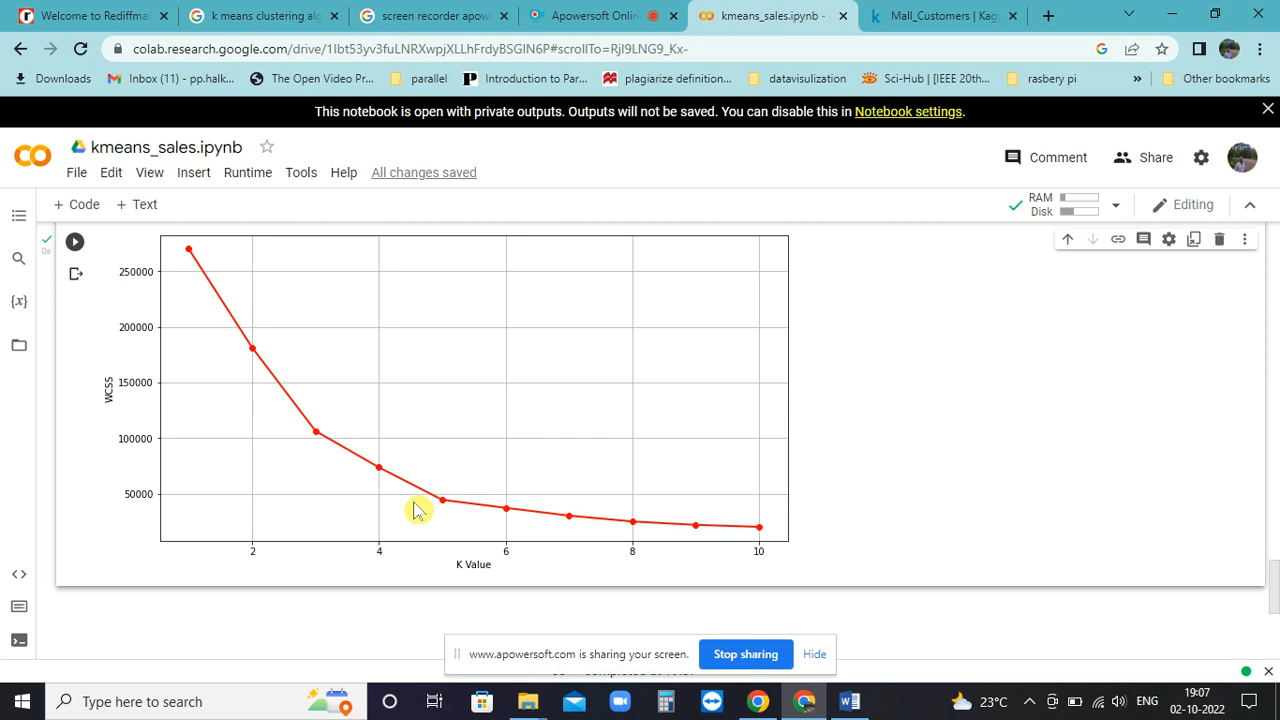 Welcome to Rediffmail
k means clustering alg
screen recorder apow
Apowersoft Onlin
kmeans_sales.ipynb - 
Mall_Customers | Kag
colab.research.google.com/drive/1Ibt53yv3fuLNRXwpjXLLhFrdyBSGIN6P#scrollTo=RjI9LNG9_Kx-
Downloads
Inbox (11) - pp.halk...
The Open Video Pr...
parallel
Introduction to Par...
plagiarize definition...
datavisulization
Sci-Hub | [IEEE 20th...
rasbery pi
»
Other bookmarks
This notebook is open with private outputs. Outputs will not be saved. You can disable this in Notebook settings.
kmeans_sales.ipynb
Comment
Share
File Edit View Insert Runtime Tools Help All changes saved
+ Code + Text
RAM
Disk
Editing
{x}
0s
250000
200000
150000
100000
50000
WCSS
2 4 6 8 10
K Value
www.apowersoft.com is sharing your screen.
Stop sharing
Hide
Type here to search
23°C
ENG
19:07
02-10-2022